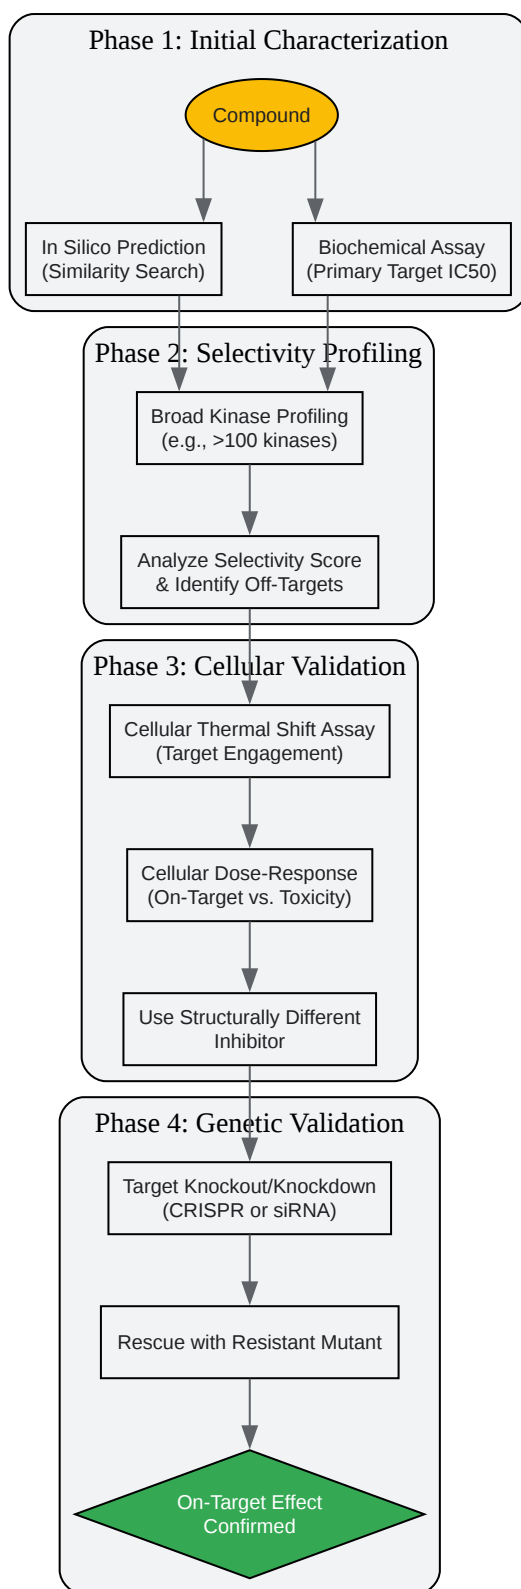 Phase 1: Initial Characterization
Compound
In Silico Prediction
(Similarity Search)
Biochemical Assay
(Primary Target IC50)
Phase 2: Selectivity Profiling
Broad Kinase Profiling
(e.g., >100 kinases)
Analyze Selectivity Score
& Identify Off-Targets
Phase 3: Cellular Validation
Cellular Thermal Shift Assay
(Target Engagement)
Cellular Dose-Response
(On-Target vs. Toxicity)
Use Structurally Different
Inhibitor
Phase 4: Genetic Validation
Target Knockout/Knockdown
(CRISPR or siRNA)
Rescue with Resistant Mutant
On-Target Effect
Confirmed